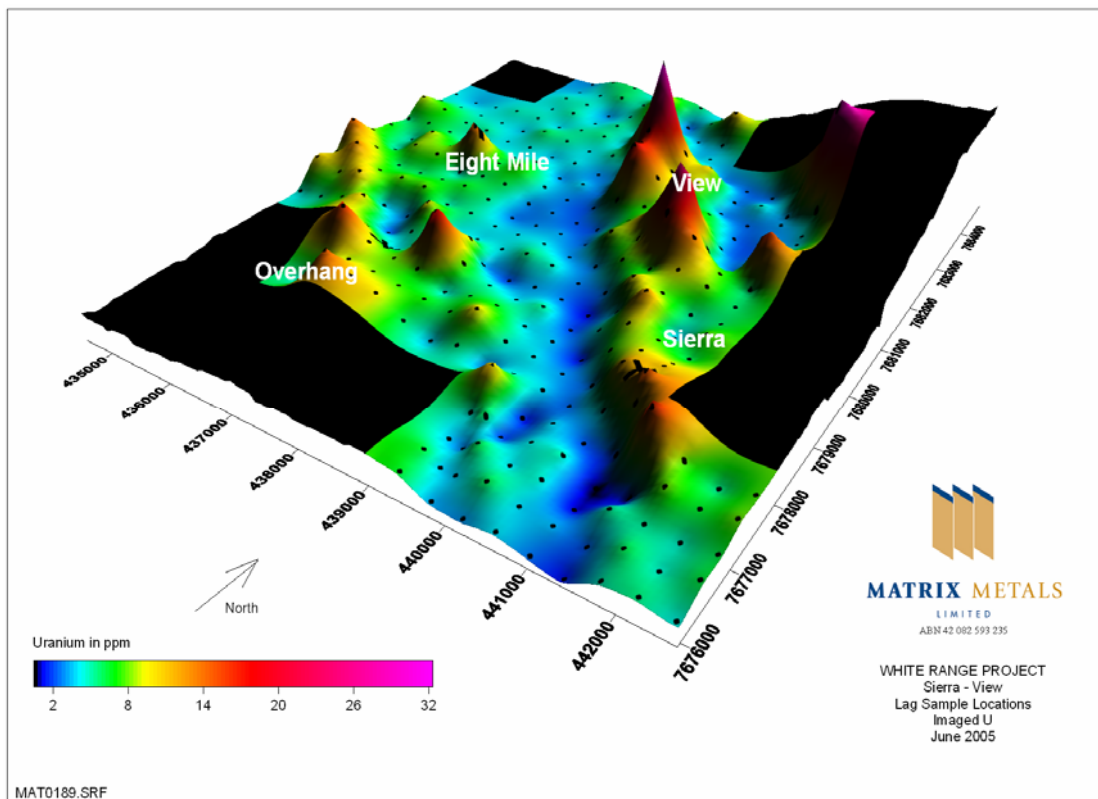 Eight Mile
View
Overhang
Sierra
435000
436000
437000
438000
439000
440000
441000
442000
7684000
7683000
7682000
7681000
7680000
7679000
7678000
7677000
7676000
North
Uranium in ppm
2 8 14 20 26 32
MATRIX METALS
LIMITED
ABN 42 082 593 235
WHITE RANGE PROJECT
Sierra - View
Lag Sample Locations
Imaged U
June 2005
MAT0189.SRF